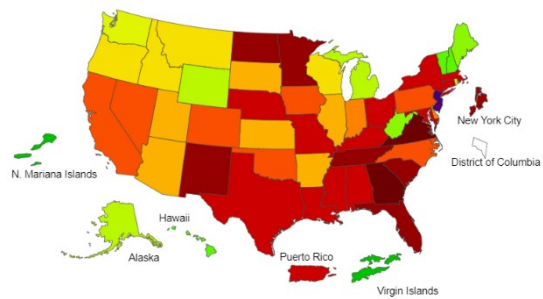 New York City
District of Columbia
N. Mariana Islands
Hawaii
Alaska
Puerto Rico
Virgin Islands